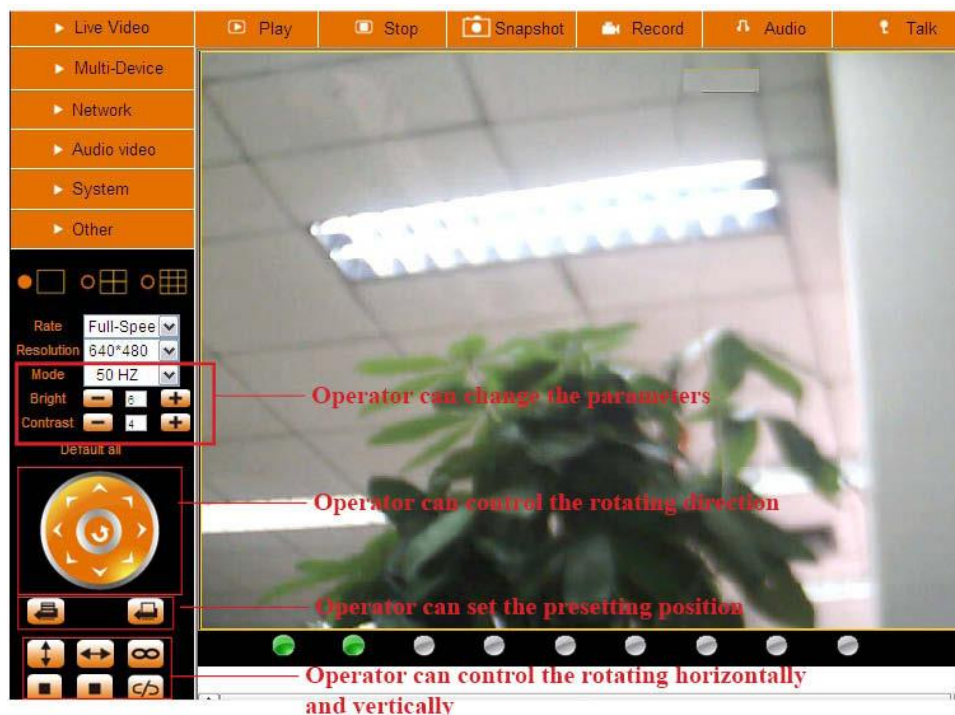 Live Video
Play
Stop
Snapshot
Record
Audio
Talk
Multi-Device
Network
Audio video
System
Other
Rate Full-Spee
Resolution 640*480
Mode 50 HZ
Bright 6
Contrast 4
Operator can change the parameters
Default all
Operator can control the rotating direction
Operator can set the presetting position
Operator can control the rotating horizontally
and vertically